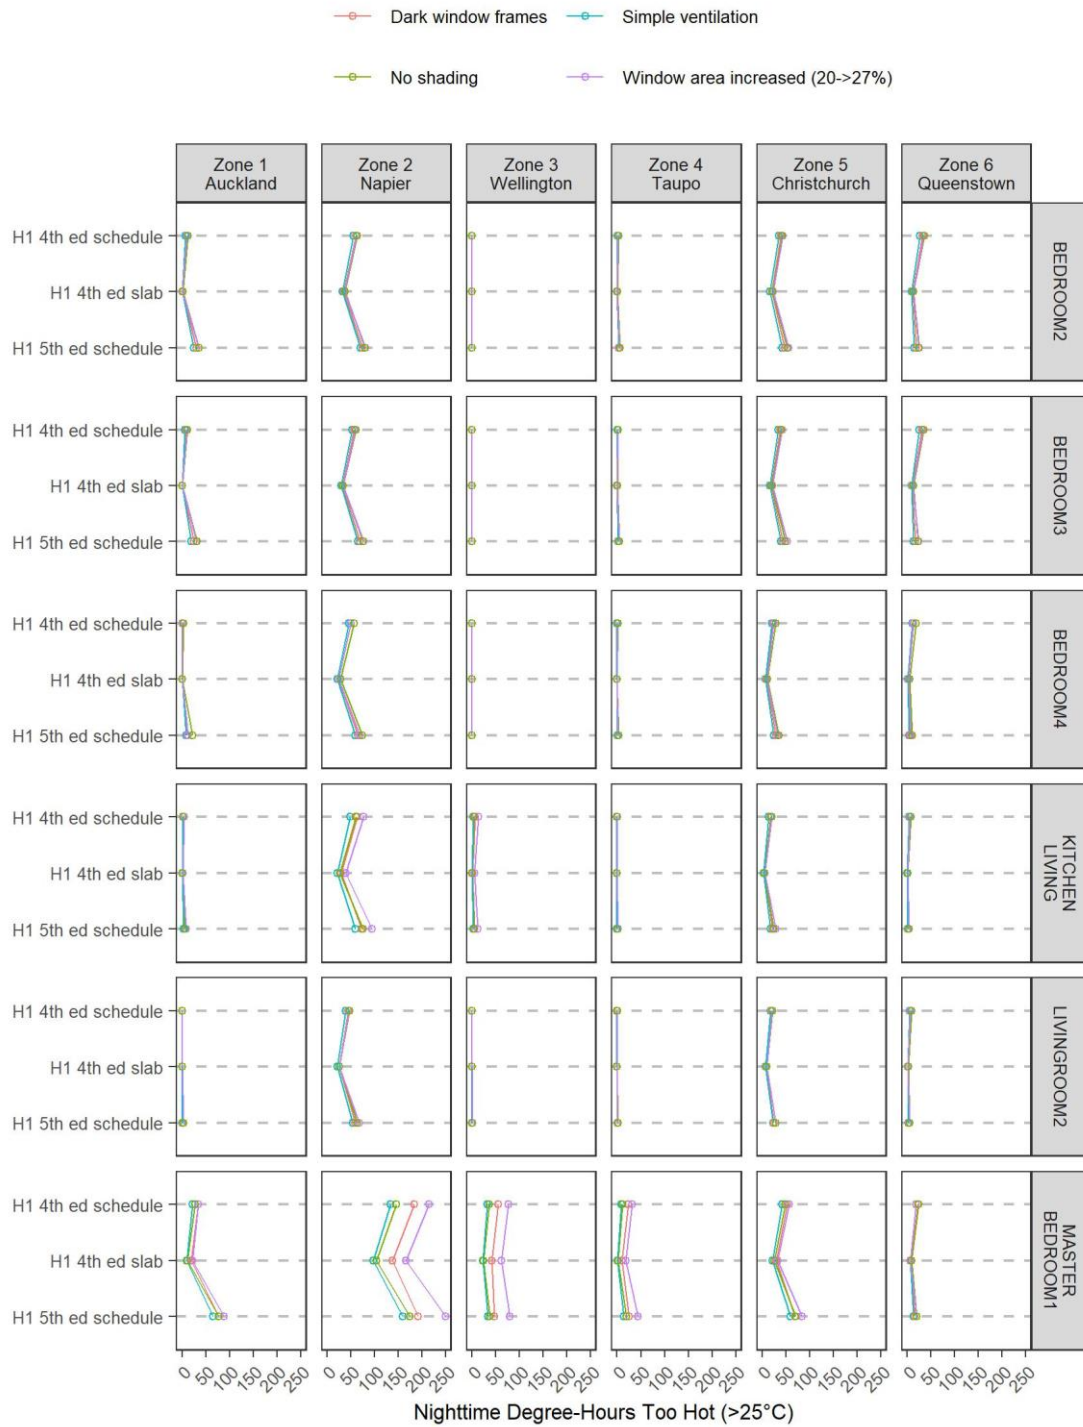 Dark window frames
Simple ventilation
No shading
Window area increased (20->27%)
Zone 1
Auckland
Zone 2
Napier
Zone 3
Wellington
Zone 4
Taupo
Zone 5
Christchurch
Zone 6
Queenstown
H1 4th ed schedule
H1 4th ed slab
H1 5th ed schedule
BEDROOM2
H1 4th ed schedule
H1 4th ed slab
H1 5th ed schedule
BEDROOM3
H1 4th ed schedule
H1 4th ed slab
H1 5th ed schedule
BEDROOM4
H1 4th ed schedule
H1 4th ed slab
H1 5th ed schedule
KITCHEN
LIVING
H1 4th ed schedule
H1 4th ed slab
H1 5th ed schedule
LIVINGROOM2
H1 4th ed schedule
H1 4th ed slab
H1 5th ed schedule
MASTER
BEDROOM1
0 50 100 150 200 250
0 50 100 150 200 250
0 50 100 150 200 250
0 50 100 150 200 250
0 50 100 150 200 250
0 50 100 150 200 250
Nighttime Degree-Hours Too Hot (>25°C)